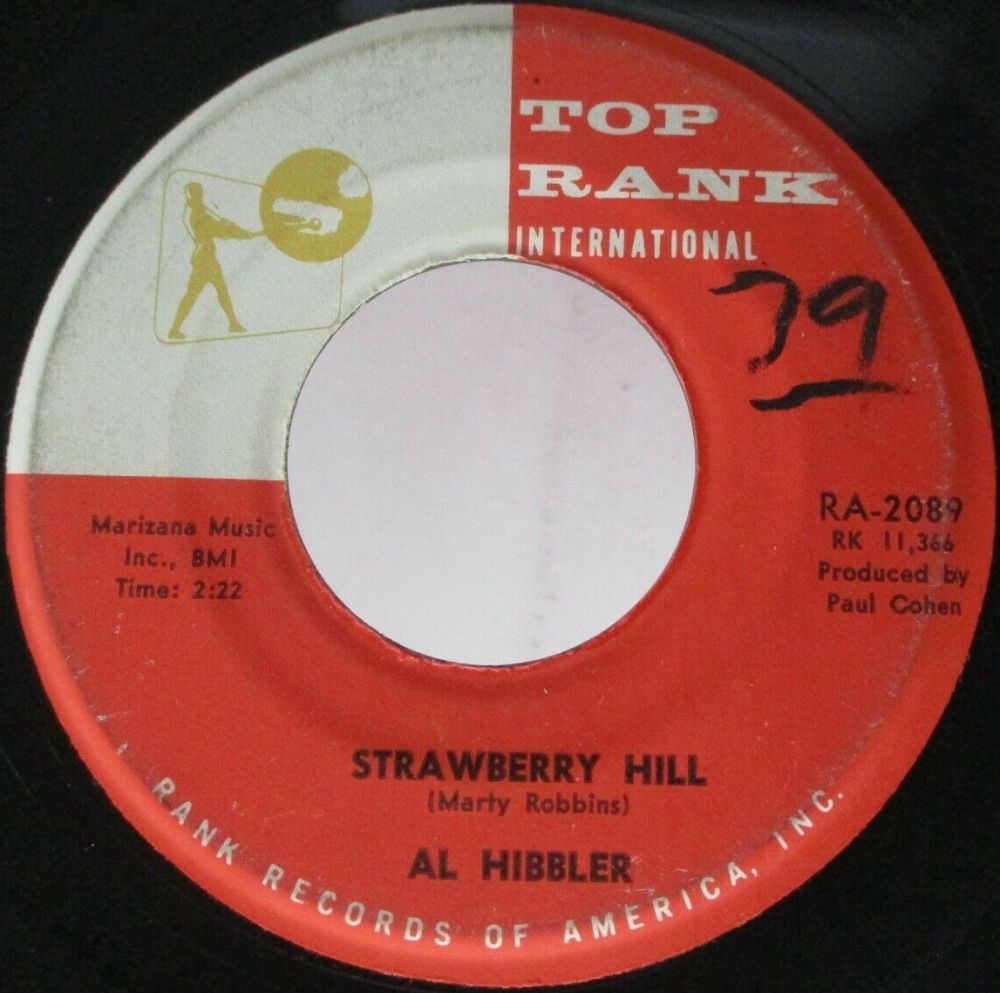 TOP
RANK
INTERNATIONAL
79
Marizana Music
Inc., BMI
Time: 2:22
RA-2089
RK 11,366
Produced by
Paul Cohen
STRAWBERRY HILL
(Marty Robbins)
AL HIBBLER
RANK RECORDS OF AMERICA, INC.